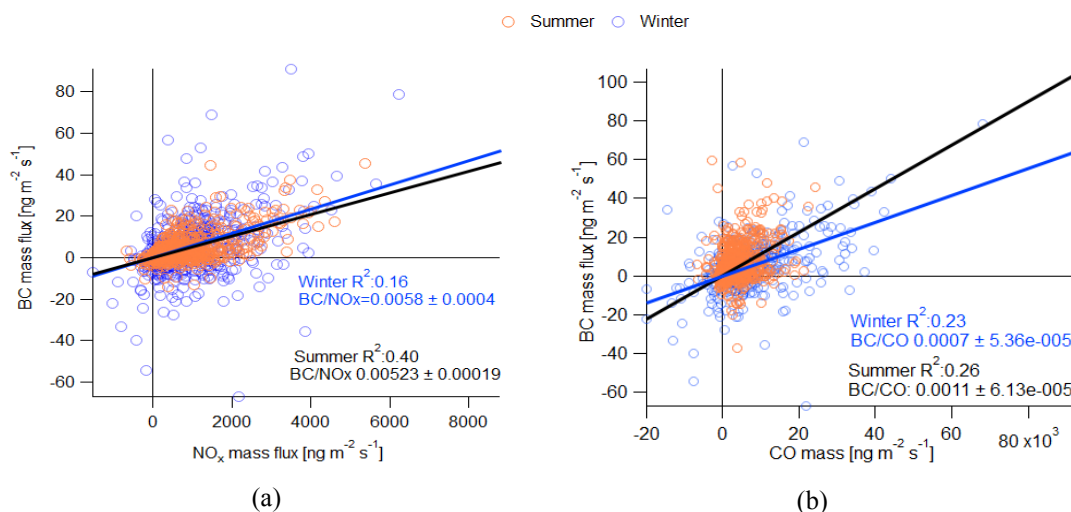 Summer Winter
80
60
40
20
0
-20
-40
-60
BC mass flux [ng m⁻² s⁻¹]
Winter R²:0.16
BC/NOx=0.0058 ± 0.0004
Summer R²:0.40
BC/NOx 0.00523 ± 0.00019
0 2000 4000 6000 8000
NOₓ mass flux [ng m⁻² s⁻¹]
(a)
100
80
60
40
20
0
-20
-40
-60
BC mass flux [ng m⁻² s⁻¹]
Winter R²:0.23
BC/CO 0.0007 ± 5.36e-005
Summer R²:0.26
BC/CO: 0.0011 ± 6.13e-005
-20 0 20 40 60 80 x10³
CO mass [ng m⁻² s⁻¹]
(b)